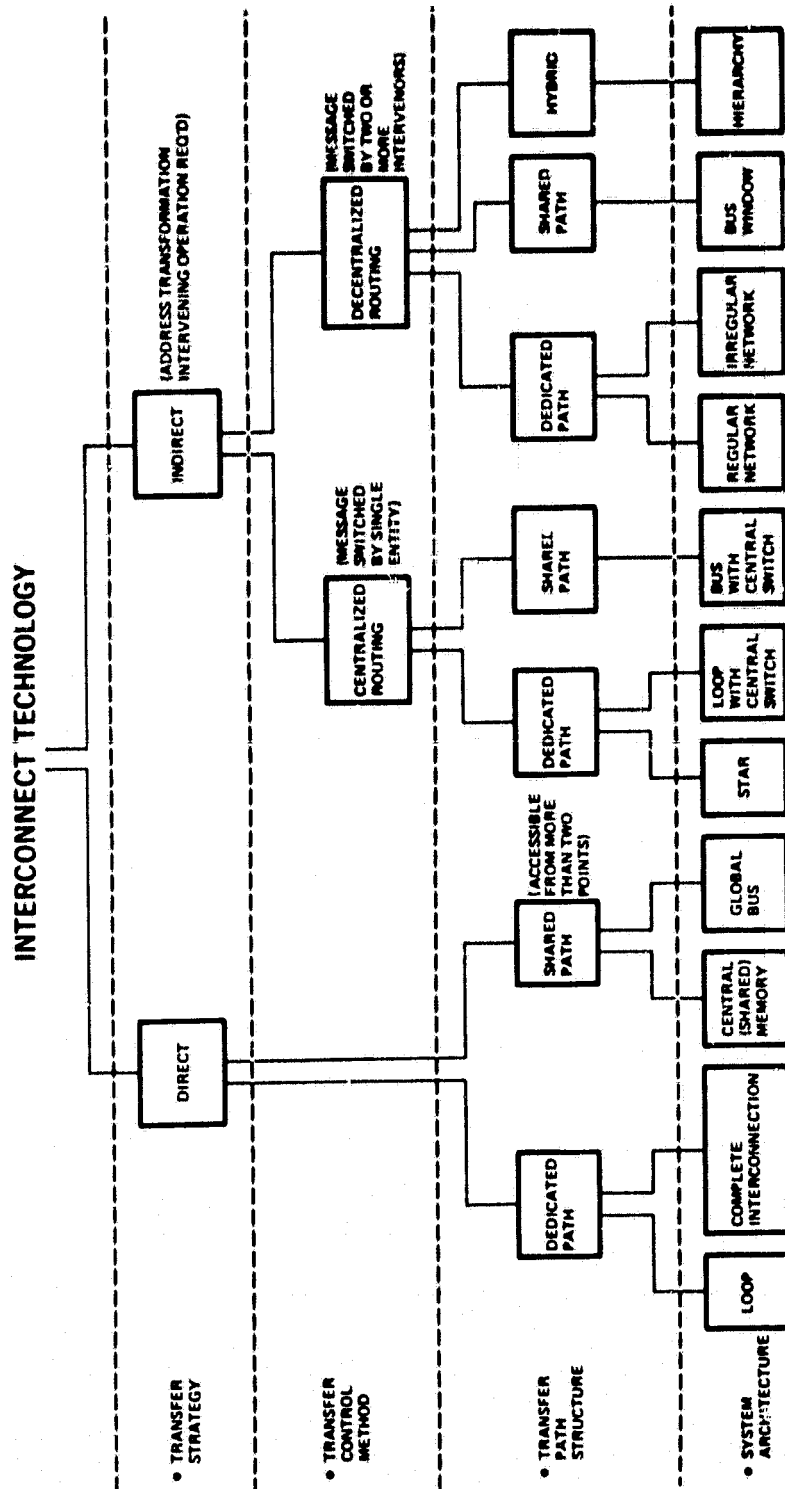 INTERCONNECT TECHNOLOGY
• TRANSFER
STRATEGY
DIRECT
INDIRECT
(ADDRESS TRANSFORMATION
INTERVENING OPERATION REQ'D)
• TRANSFER
CONTROL
METHOD
CENTRALIZED
ROUTING
(MESSAGE
SWITCHED
BY SINGLE
ENTITY)
DECENTRALIZED
ROUTING
(MESSAGE
SWITCHED
BY TWO OR
MORE
INTERVENORS)
• TRANSFER
PATH
STRUCTURE
DEDICATED
PATH
SHARED
PATH
(ACCESSIBLE
FROM MORE
THAN TWO
POINTS)
DEDICATED
PATH
SHARED
PATH
DEDICATED
PATH
SHARED
PATH
HYBRID
• SYSTEM
ARCHITECTURE
LOOP
COMPLETE
INTERCONNECTION
CENTRAL
(SHARED)
MEMORY
GLOBAL
BUS
STAR
LOOP
WITH
CENTRAL
SWITCH
BUS
WITH
CENTRAL
SWITCH
REGULAR
NETWORK
IRREGULAR
NETWORK
BUS
WINDOW
HIERARCHY